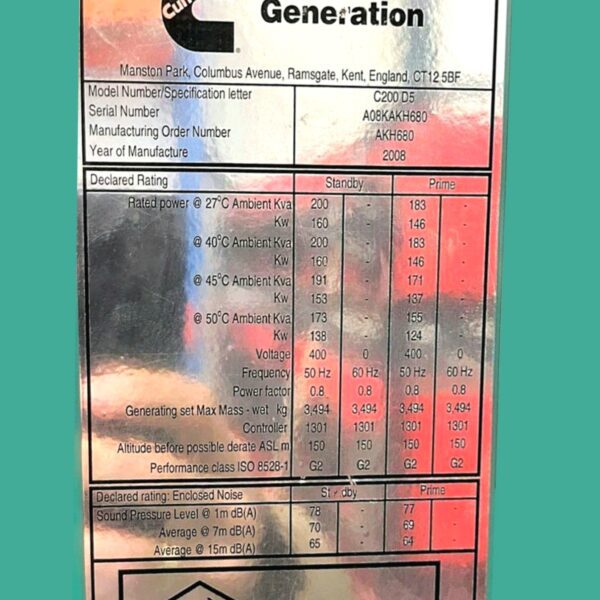 Generation
Manston Park, Columbus Avenue, Ramsgate, Kent, England, CT12 5BF
Model Number/Specification letter C200 D5
Serial Number A08KAKH680
Manufacturing Order Number AKH680
Year of Manufacture 2008
Declared Rating Standby Prime
Rated power @ 27°C Ambient Kva 200 - 183 -
Kw 160 - 146 -
@ 40°C Ambient Kva 200 - 183 -
Kw 160 - 146 -
@ 45°C Ambient Kva 191 - 171 -
Kw 153 - 137 -
@ 50°C Ambient Kva 173 - 155 -
Kw 138 - 124 -
Voltage 400 0 400 0
Frequency 50 Hz 60 Hz 50 Hz 60 Hz
Power factor 0.8 0.8 0.8 0.8
Generating set Max Mass - wet kg 3,494 3,494 3,494 3,494
Controller 1301 1301 1301 1301
Altitude before possible derate ASL m 150 150 150 150
Performance class ISO 8528-1 G2 G2 G2 G2
Declared rating: Enclosed Noise Standby Prime
Sound Pressure Level @ 1m dB(A) 78 - 77 -
Average @ 7m dB(A) 70 - 69 -
Average @ 15m dB(A) 65 - 64 -